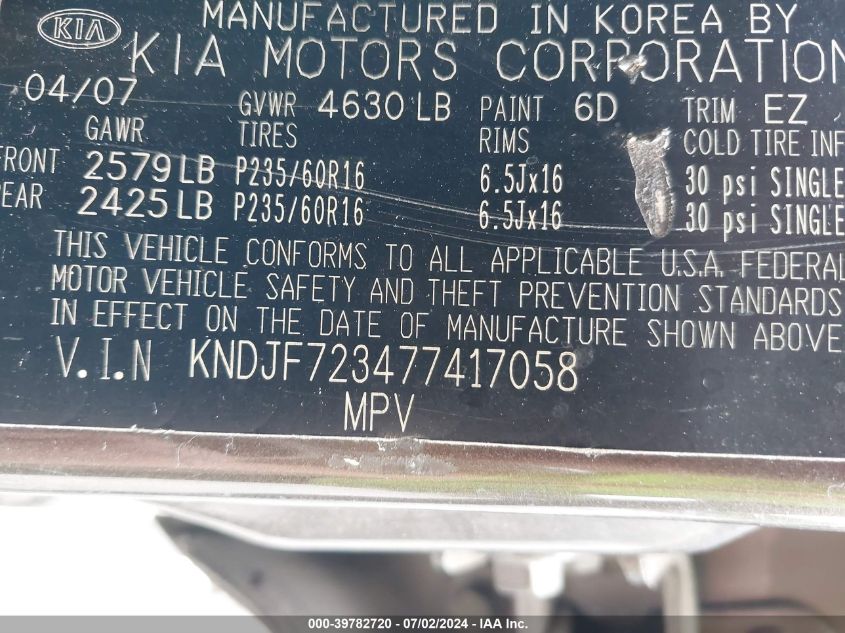 KIA
MANUFACTURED IN KOREA BY
KIA MOTORS CORPORATION
04/07 GVWR 4630 LB PAINT 6D TRIM EZ
GAWR TIRES RIMS COLD TIRE INF
FRONT 2579 LB P235/60R16 6.5Jx16 30 psi SINGLE
REAR 2425 LB P235/60R16 6.5Jx16 30 psi SINGLE
THIS VEHICLE CONFORMS TO ALL APPLICABLE U.S.A. FEDERAL
MOTOR VEHICLE SAFETY AND THEFT PREVENTION STANDARDS
IN EFFECT ON THE DATE OF MANUFACTURE SHOWN ABOVE.
V.I.N KNDJF723477417058
MPV
000-39782720 - 07/02/2024 - IAA Inc.